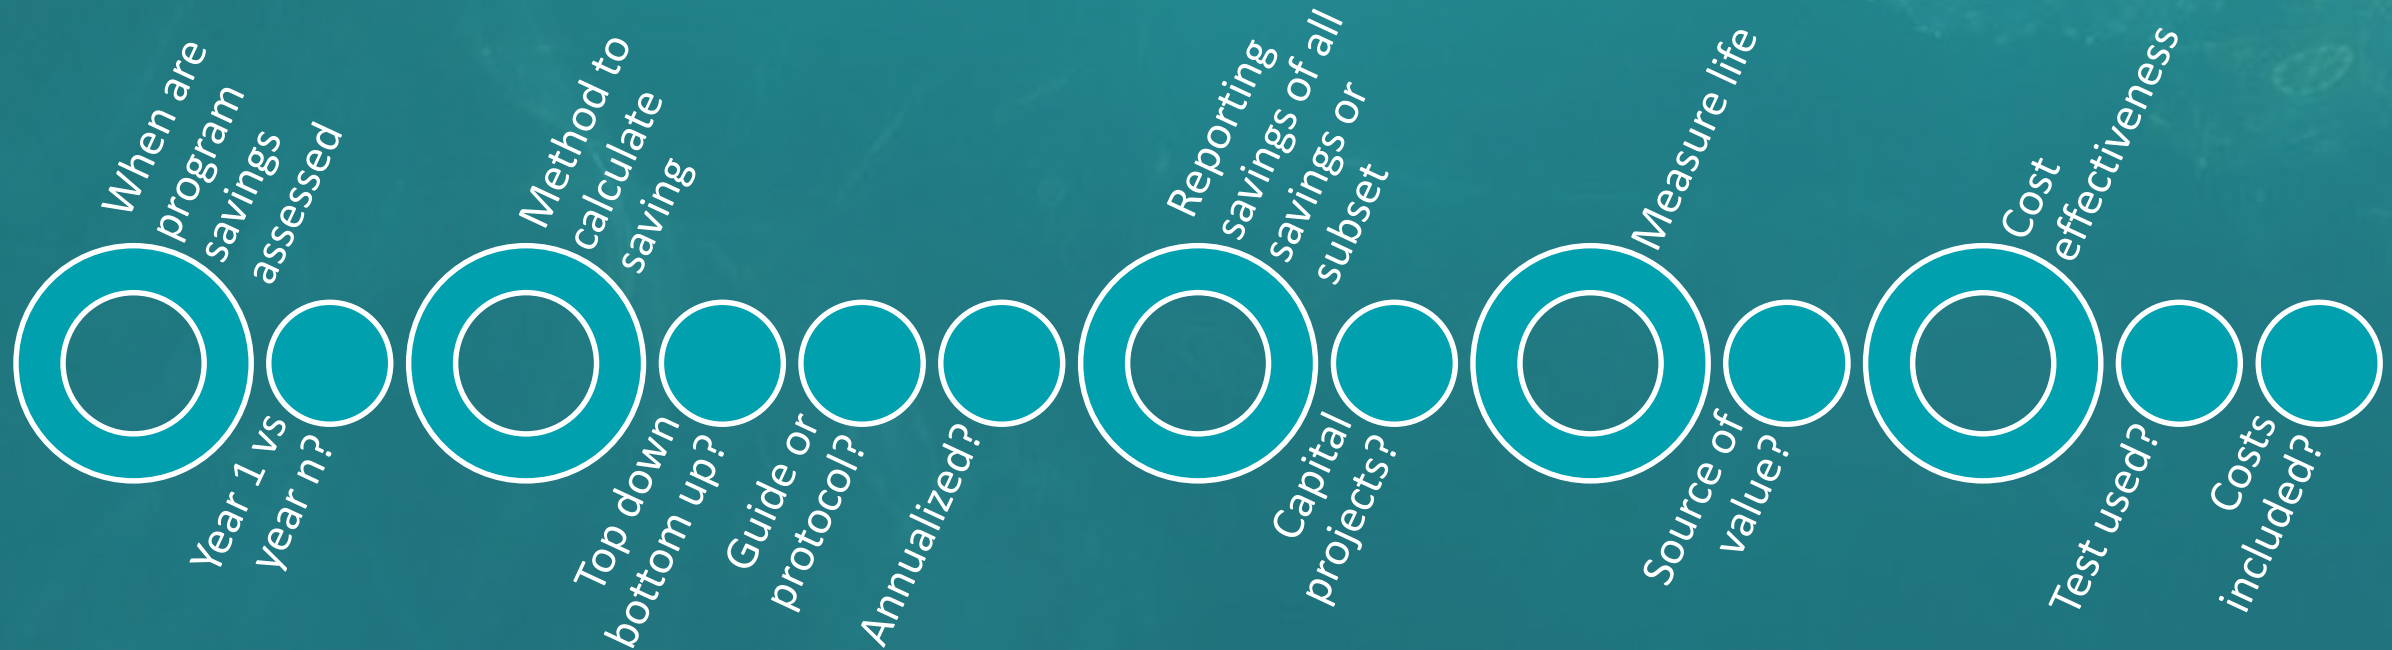 When are
program
savings
assessed
Year 1 vs
year n?
Method to
calculate
saving
Top down
bottom up?
Guide or
protocol?
Annualized?
Reporting
savings of all
savings or
subset
Capital
projects?
Measure life
Source of
value?
Cost
effectiveness
Test used?
Costs
included?